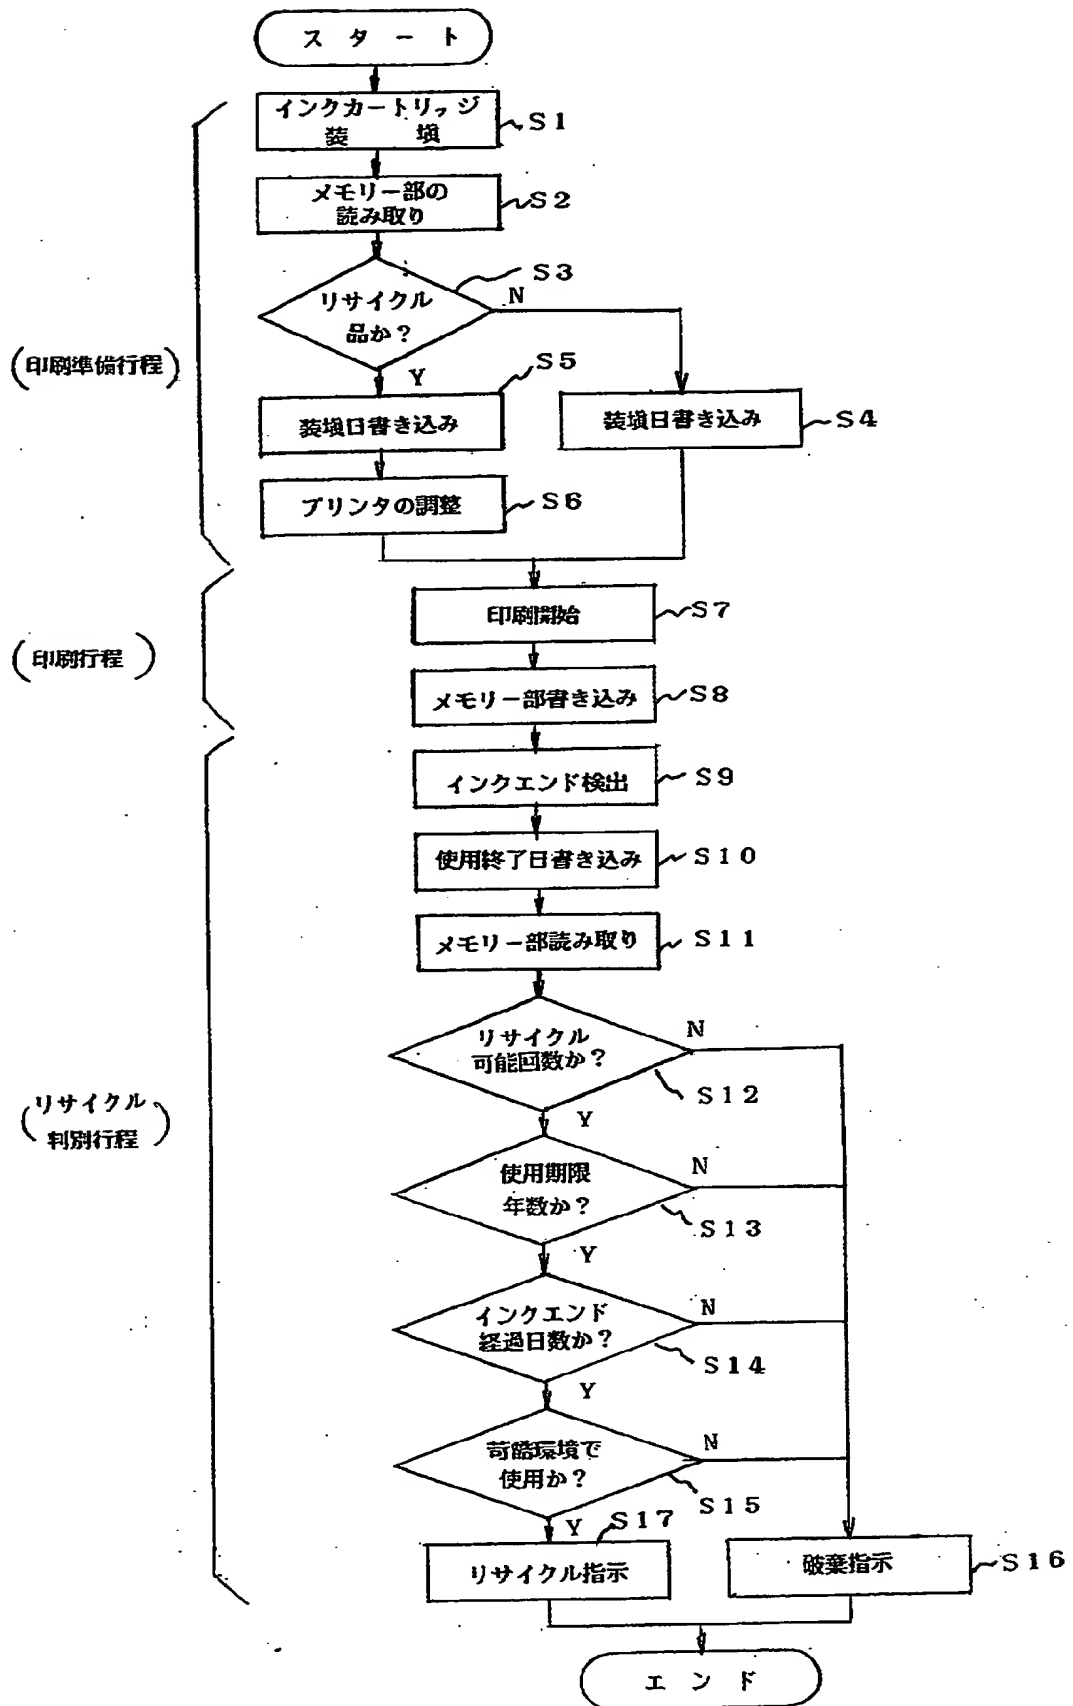 スタート
インクカートリッジ
装填
S1
メモリー部の
読み取り
S2
リサイクル
品か?
S3
N
Y
(印刷準備行程)
装填日書き込み
S5
装填日書き込み
S4
プリンタの調整
S6
印刷開始
S7
(印刷行程)
メモリー部書き込み
S8
インクエンド検出
S9
使用終了日書き込み
S10
メモリー部読み取り
S11
リサイクル
可能回数か?
N
S12
Y
(リサイクル
判別行程)
使用期限
年数か?
N
S13
Y
インクエンド
経過日数か?
N
S14
Y
苛酷環境で
使用か?
N
S15
Y
S17
リサイクル指示
破棄指示
S16
エンド